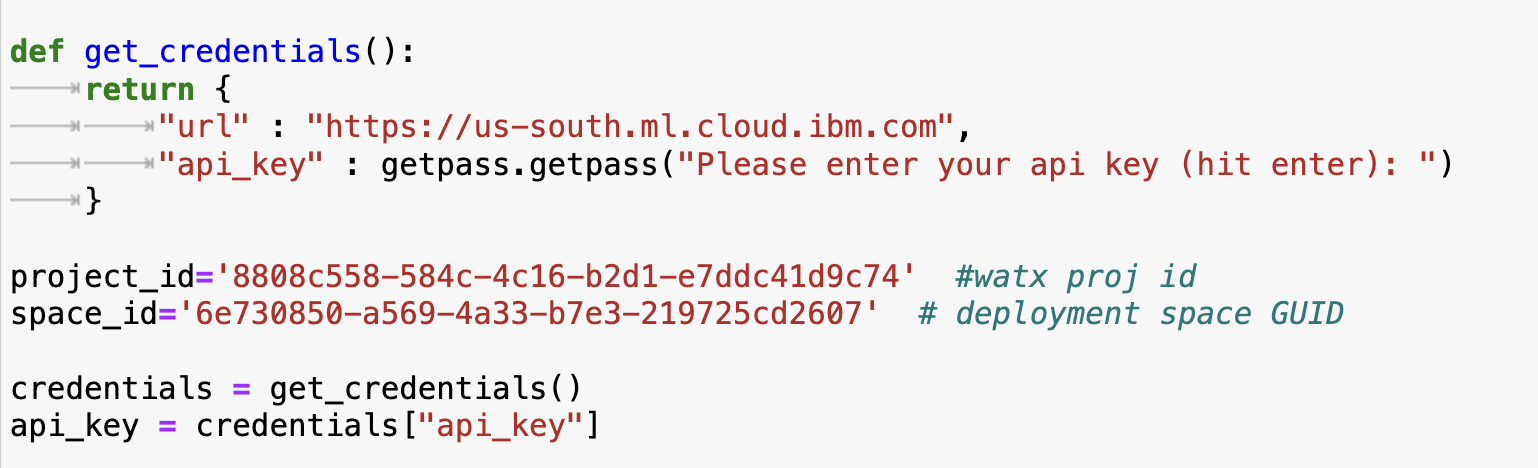 def get_credentials():
return {
"url" : "https://us-south.ml.cloud.ibm.com",
"api_key" : getpass.getpass("Please enter your api key (hit enter): ")
}
project_id='8808c558-584c-4c16-b2d1-e7ddc41d9c74'  #watx proj id
space_id='6e730850-a569-4a33-b7e3-219725cd2607'  # deployment space GUID
credentials = get_credentials()
api_key = credentials["api_key"]